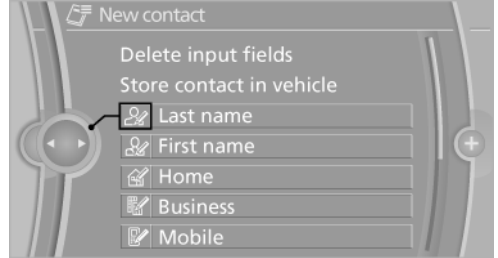 New contact
Delete input fields
Store contact in vehicle
Last name
First name
Home
Business
Mobile